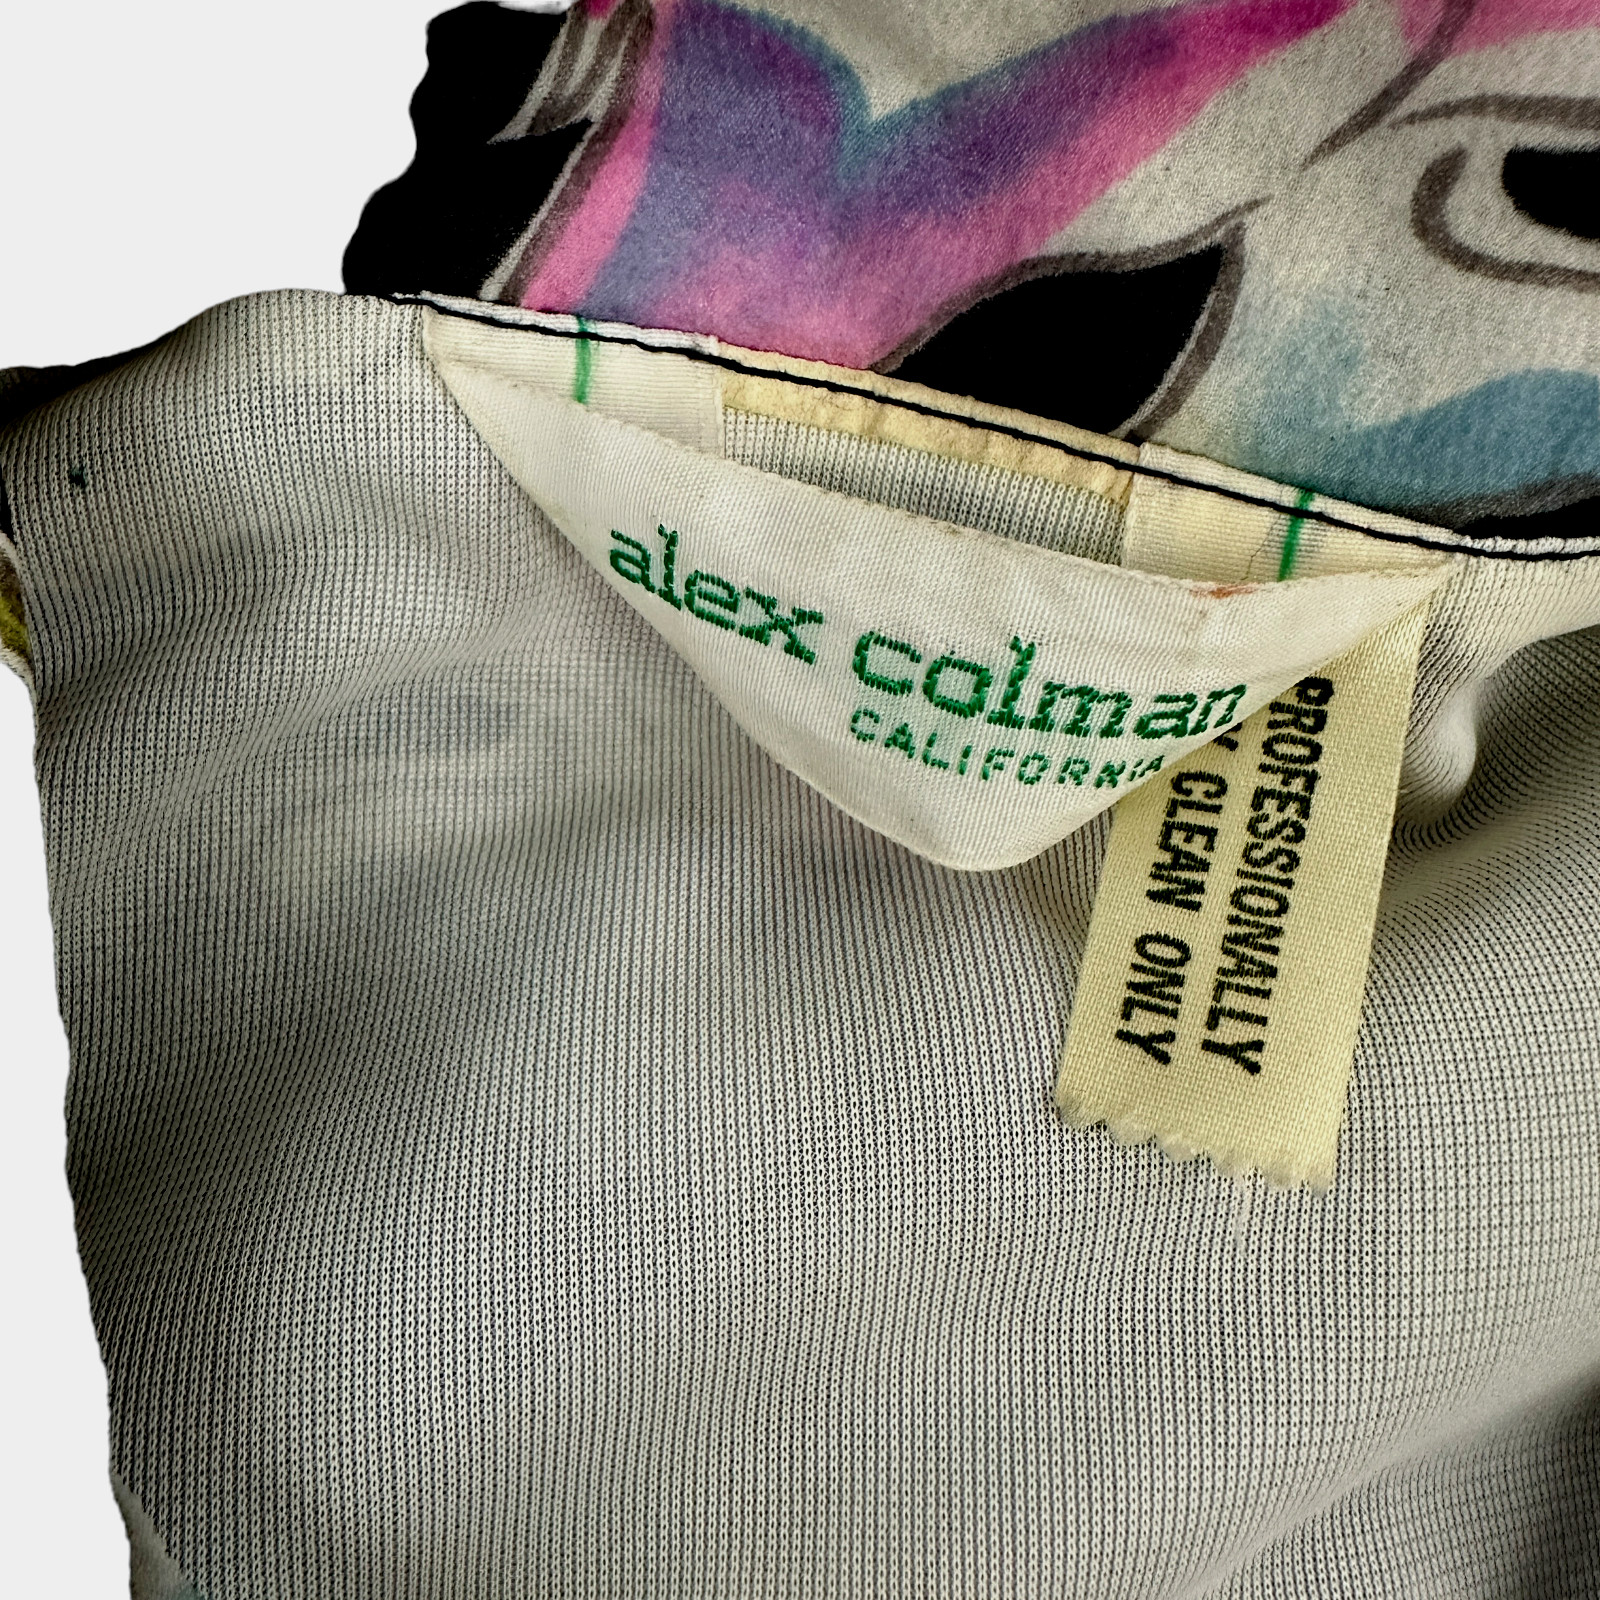 alex colman
CALIFORNIA
PROFESSIONALLY
CLEAN ONLY